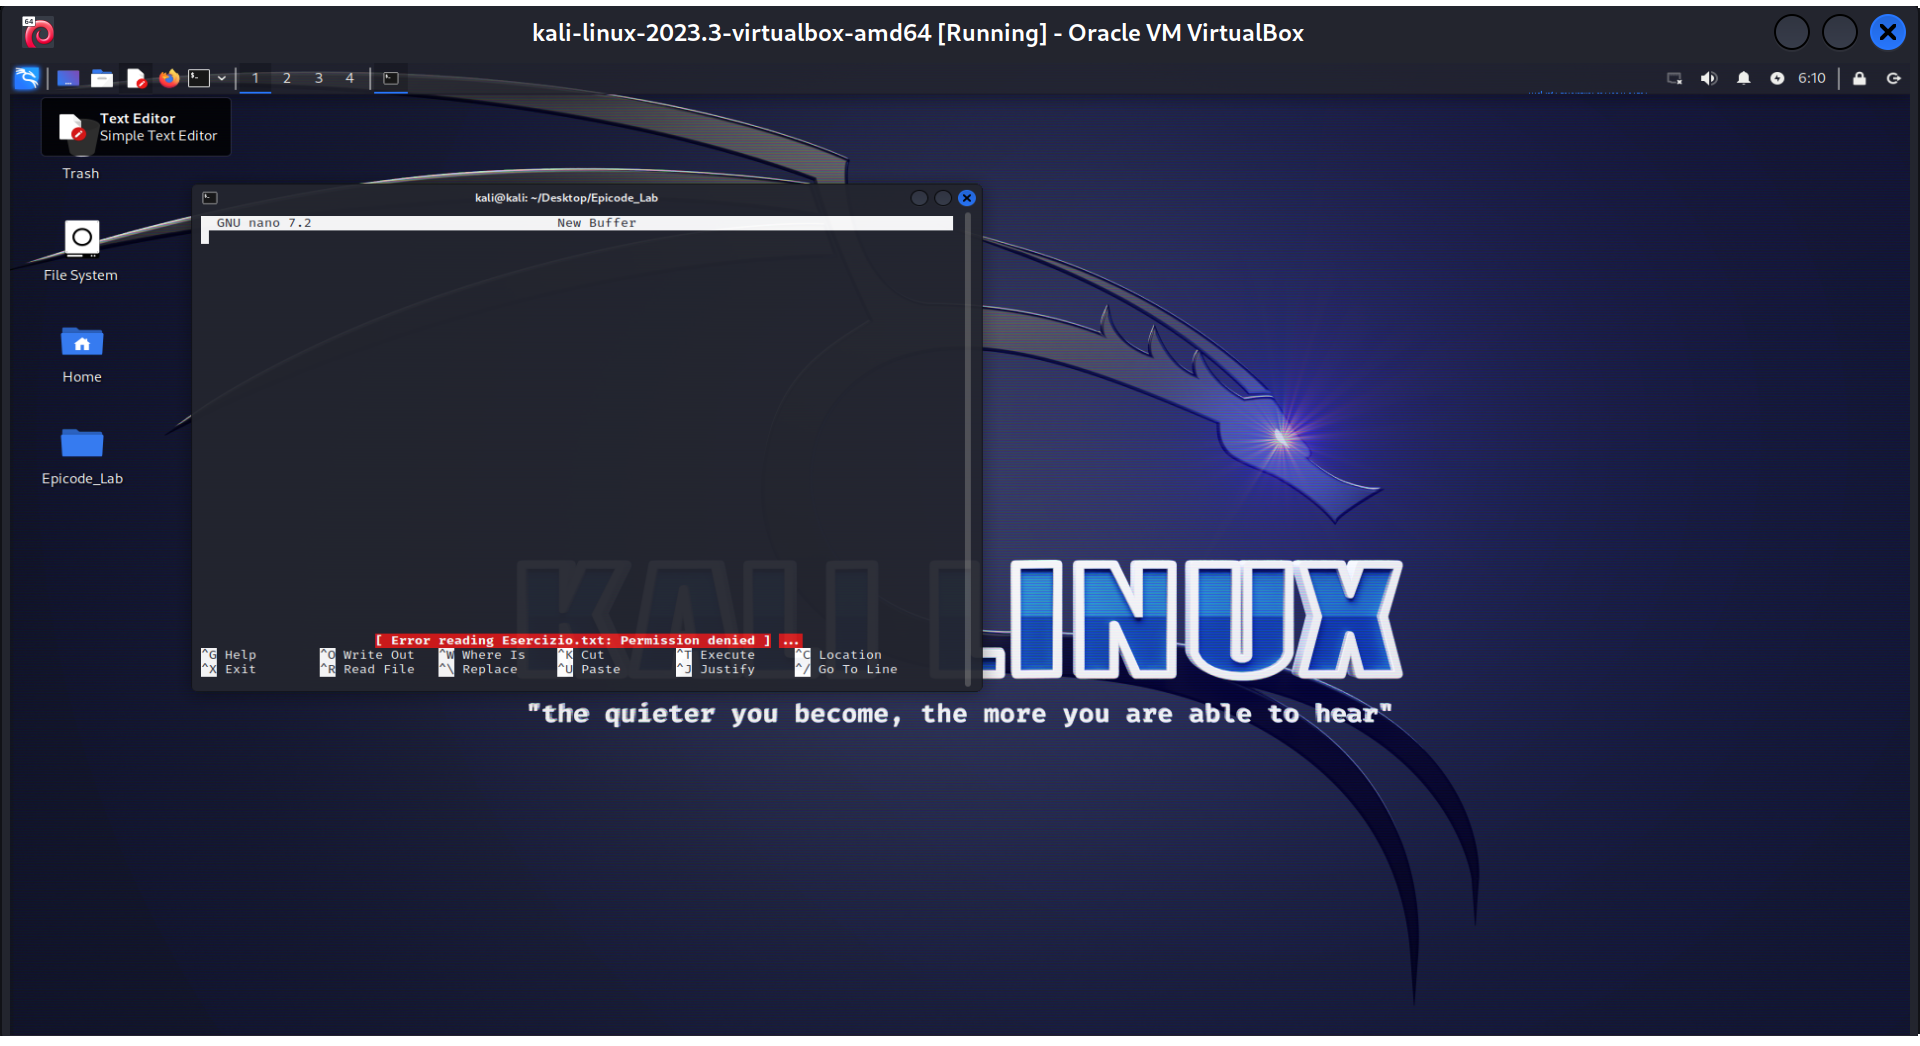 64
kali-linux-2023.3-virtualbox-amd64 [Running] - Oracle VM VirtualBox
1 2 3 4
6:10
Text Editor
Simple Text Editor
Trash
File System
Home
Epicode_Lab
kali@kali: ~/Desktop/Epicode_Lab
GNU nano 7.2 New Buffer
[ Error reading Esercizio.txt: Permission denied ] ...
^G Help ^O Write Out ^W Where Is ^K Cut ^T Execute ^C Location
^X Exit ^R Read File ^\ Replace ^U Paste ^J Justify ^/ Go To Line
KALI LINUX
"the quieter you become, the more you are able to hear"